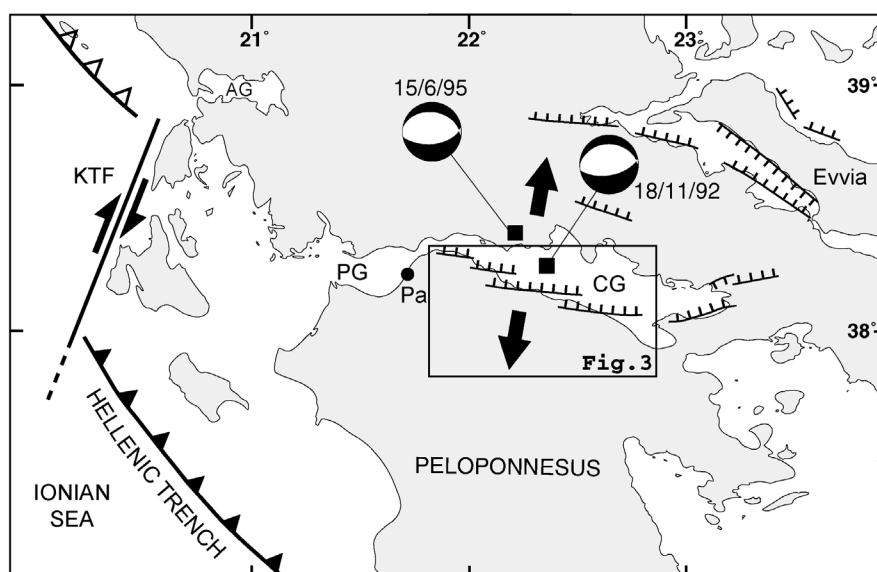 21°
22°
23°
39°
AG
15/6/95
KTF
18/11/92
Evvia
PG
Pa
CG
38°
Fig.3
HELLENIC TRENCH
PELOPONNESUS
IONIAN
SEA